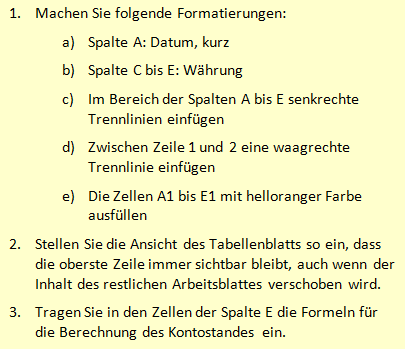 1. Machen Sie folgende Formatierungen:
a) Spalte A: Datum, kurz
b) Spalte C bis E: Währung
c) Im Bereich der Spalten A bis E senkrechte
Trennlinien einfügen
d) Zwischen Zeile 1 und 2 eine waagrechte
Trennlinie einfügen
e) Die Zellen A1 bis E1 mit helloranger Farbe
ausfüllen
2. Stellen Sie die Ansicht des Tabellenblatts so ein, dass
die oberste Zeile immer sichtbar bleibt, auch wenn der
Inhalt des restlichen Arbeitsblattes verschoben wird.
3. Tragen Sie in den Zellen der Spalte E die Formeln für
die Berechnung des Kontostandes ein.